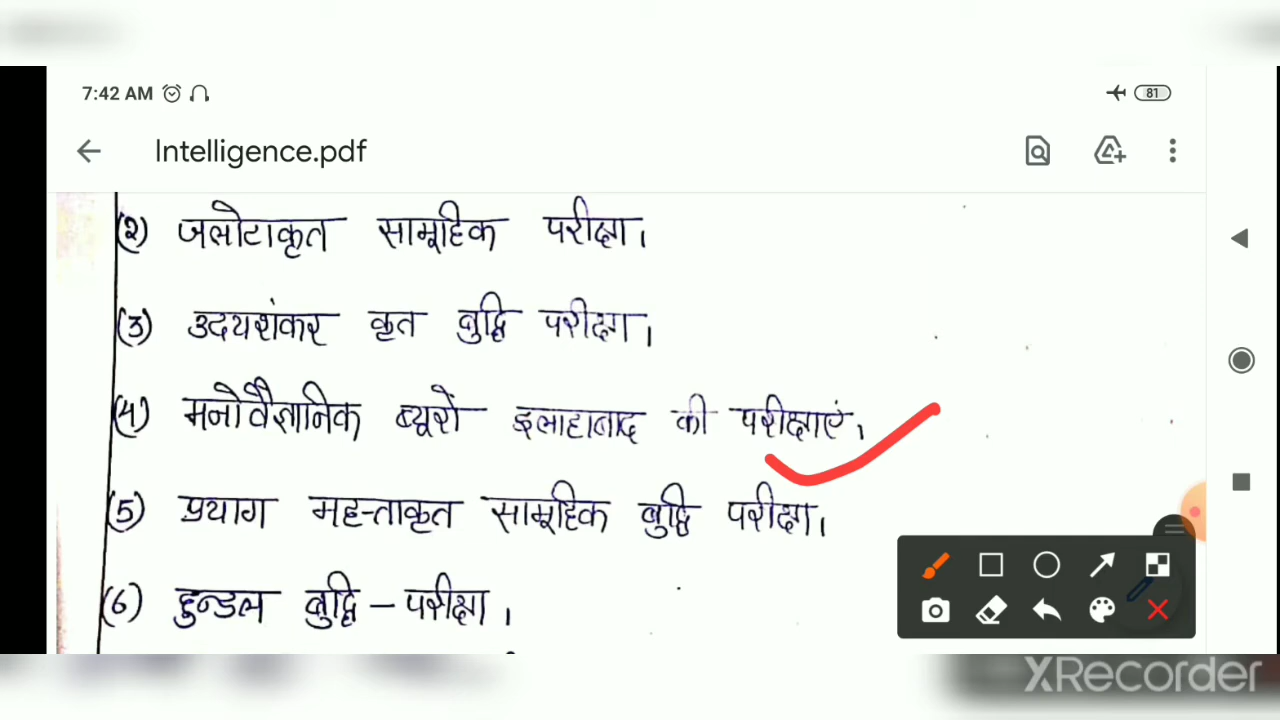 7:42 AM
81
Intelligence.pdf
(२) जलोटाकृत सामूहिक परीक्षा।
(3) उदयशंकर कृत बुद्धि परीक्षा।
(4) मनोवैज्ञानिक ब्यूरो इलाहाबाद की परीक्षाएं।
(5) प्रयाग महन्ताकृत सामूहिक बुद्धि परीक्षा।
(6) हुन्डल बुद्धि - परीक्षा।
XRecorder